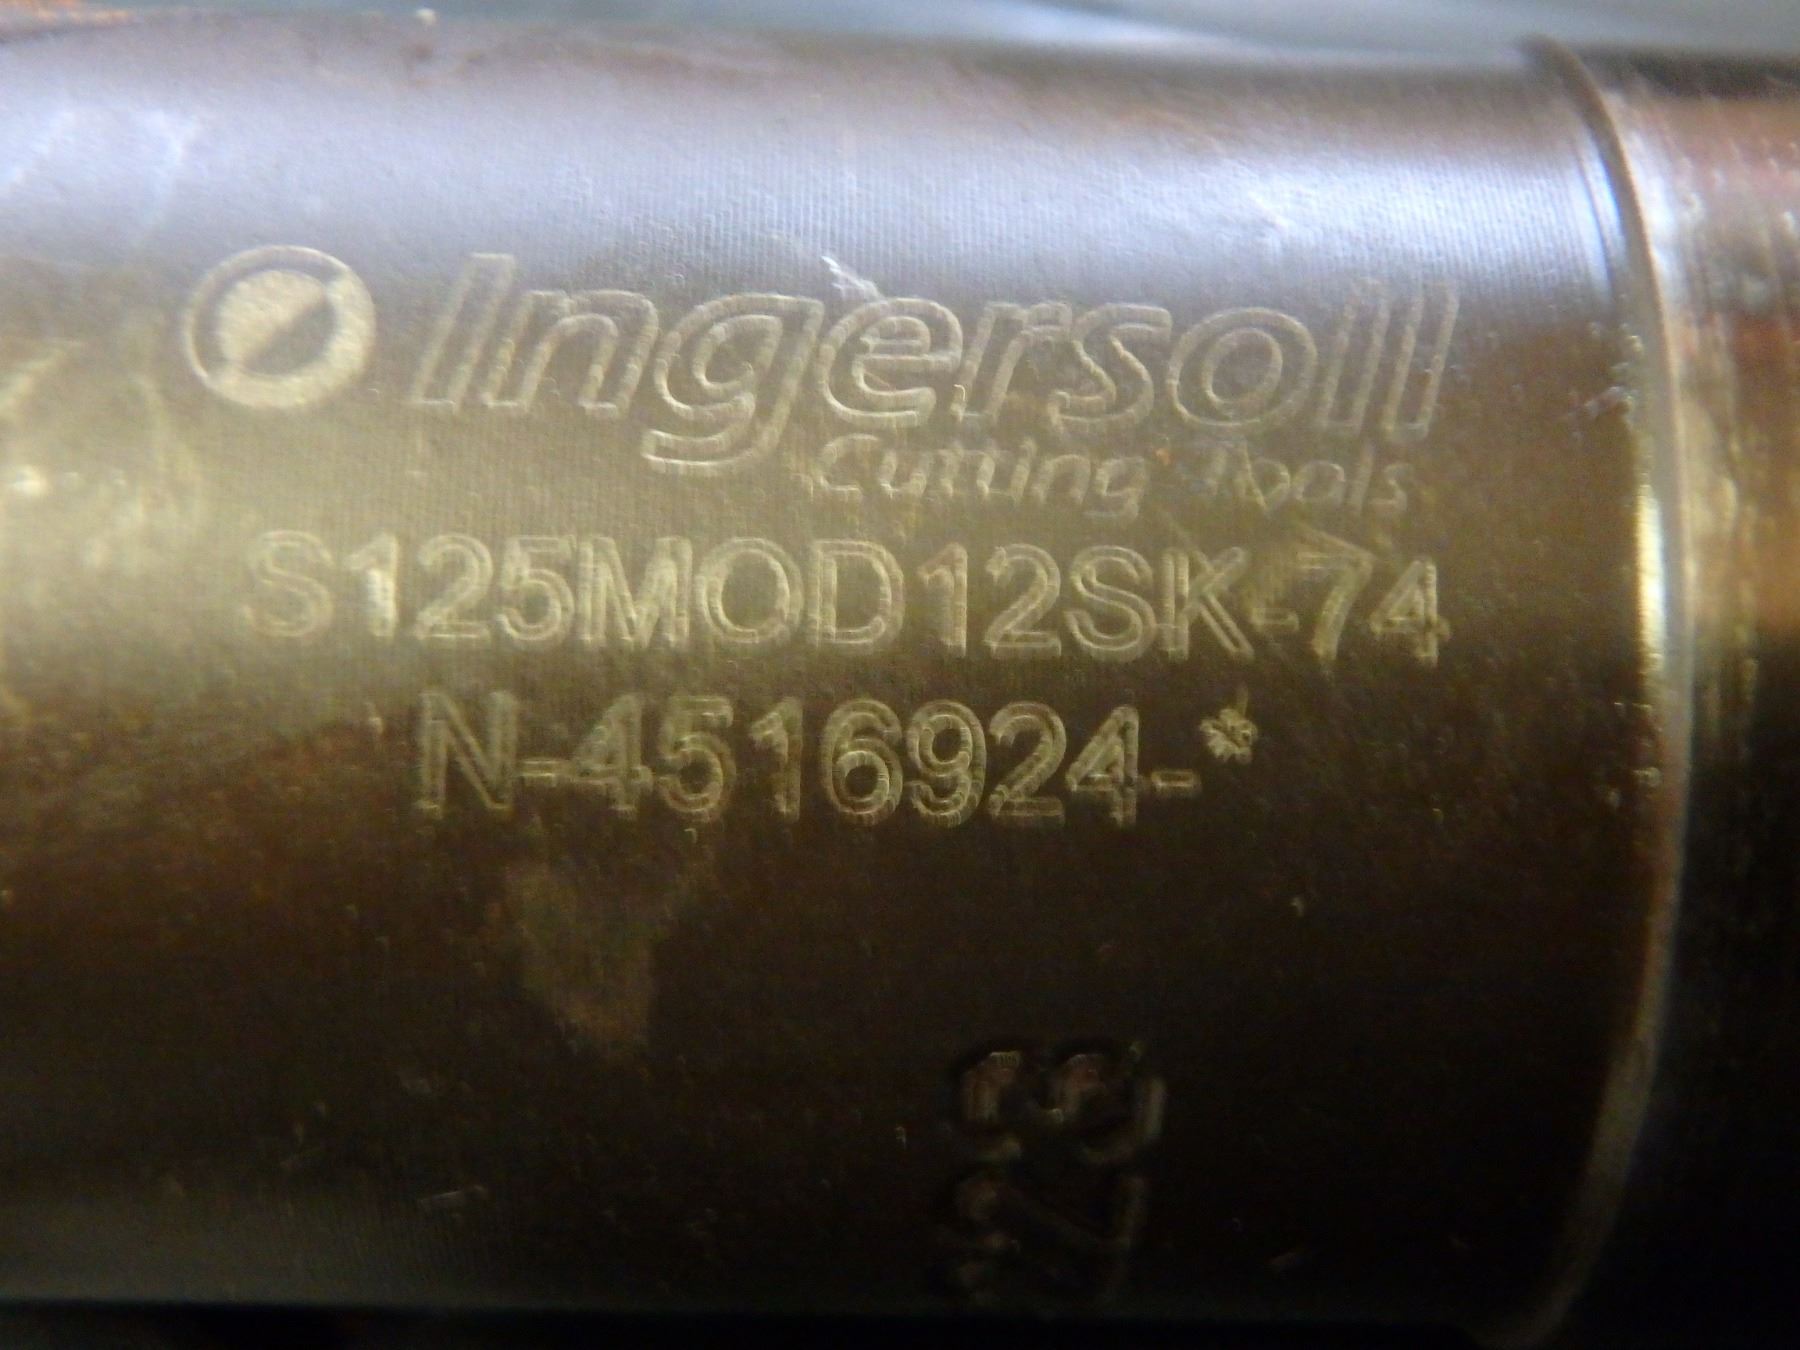 Ingersoll
Cutting Tools
S125MOD12SK-74
N-4516924-*